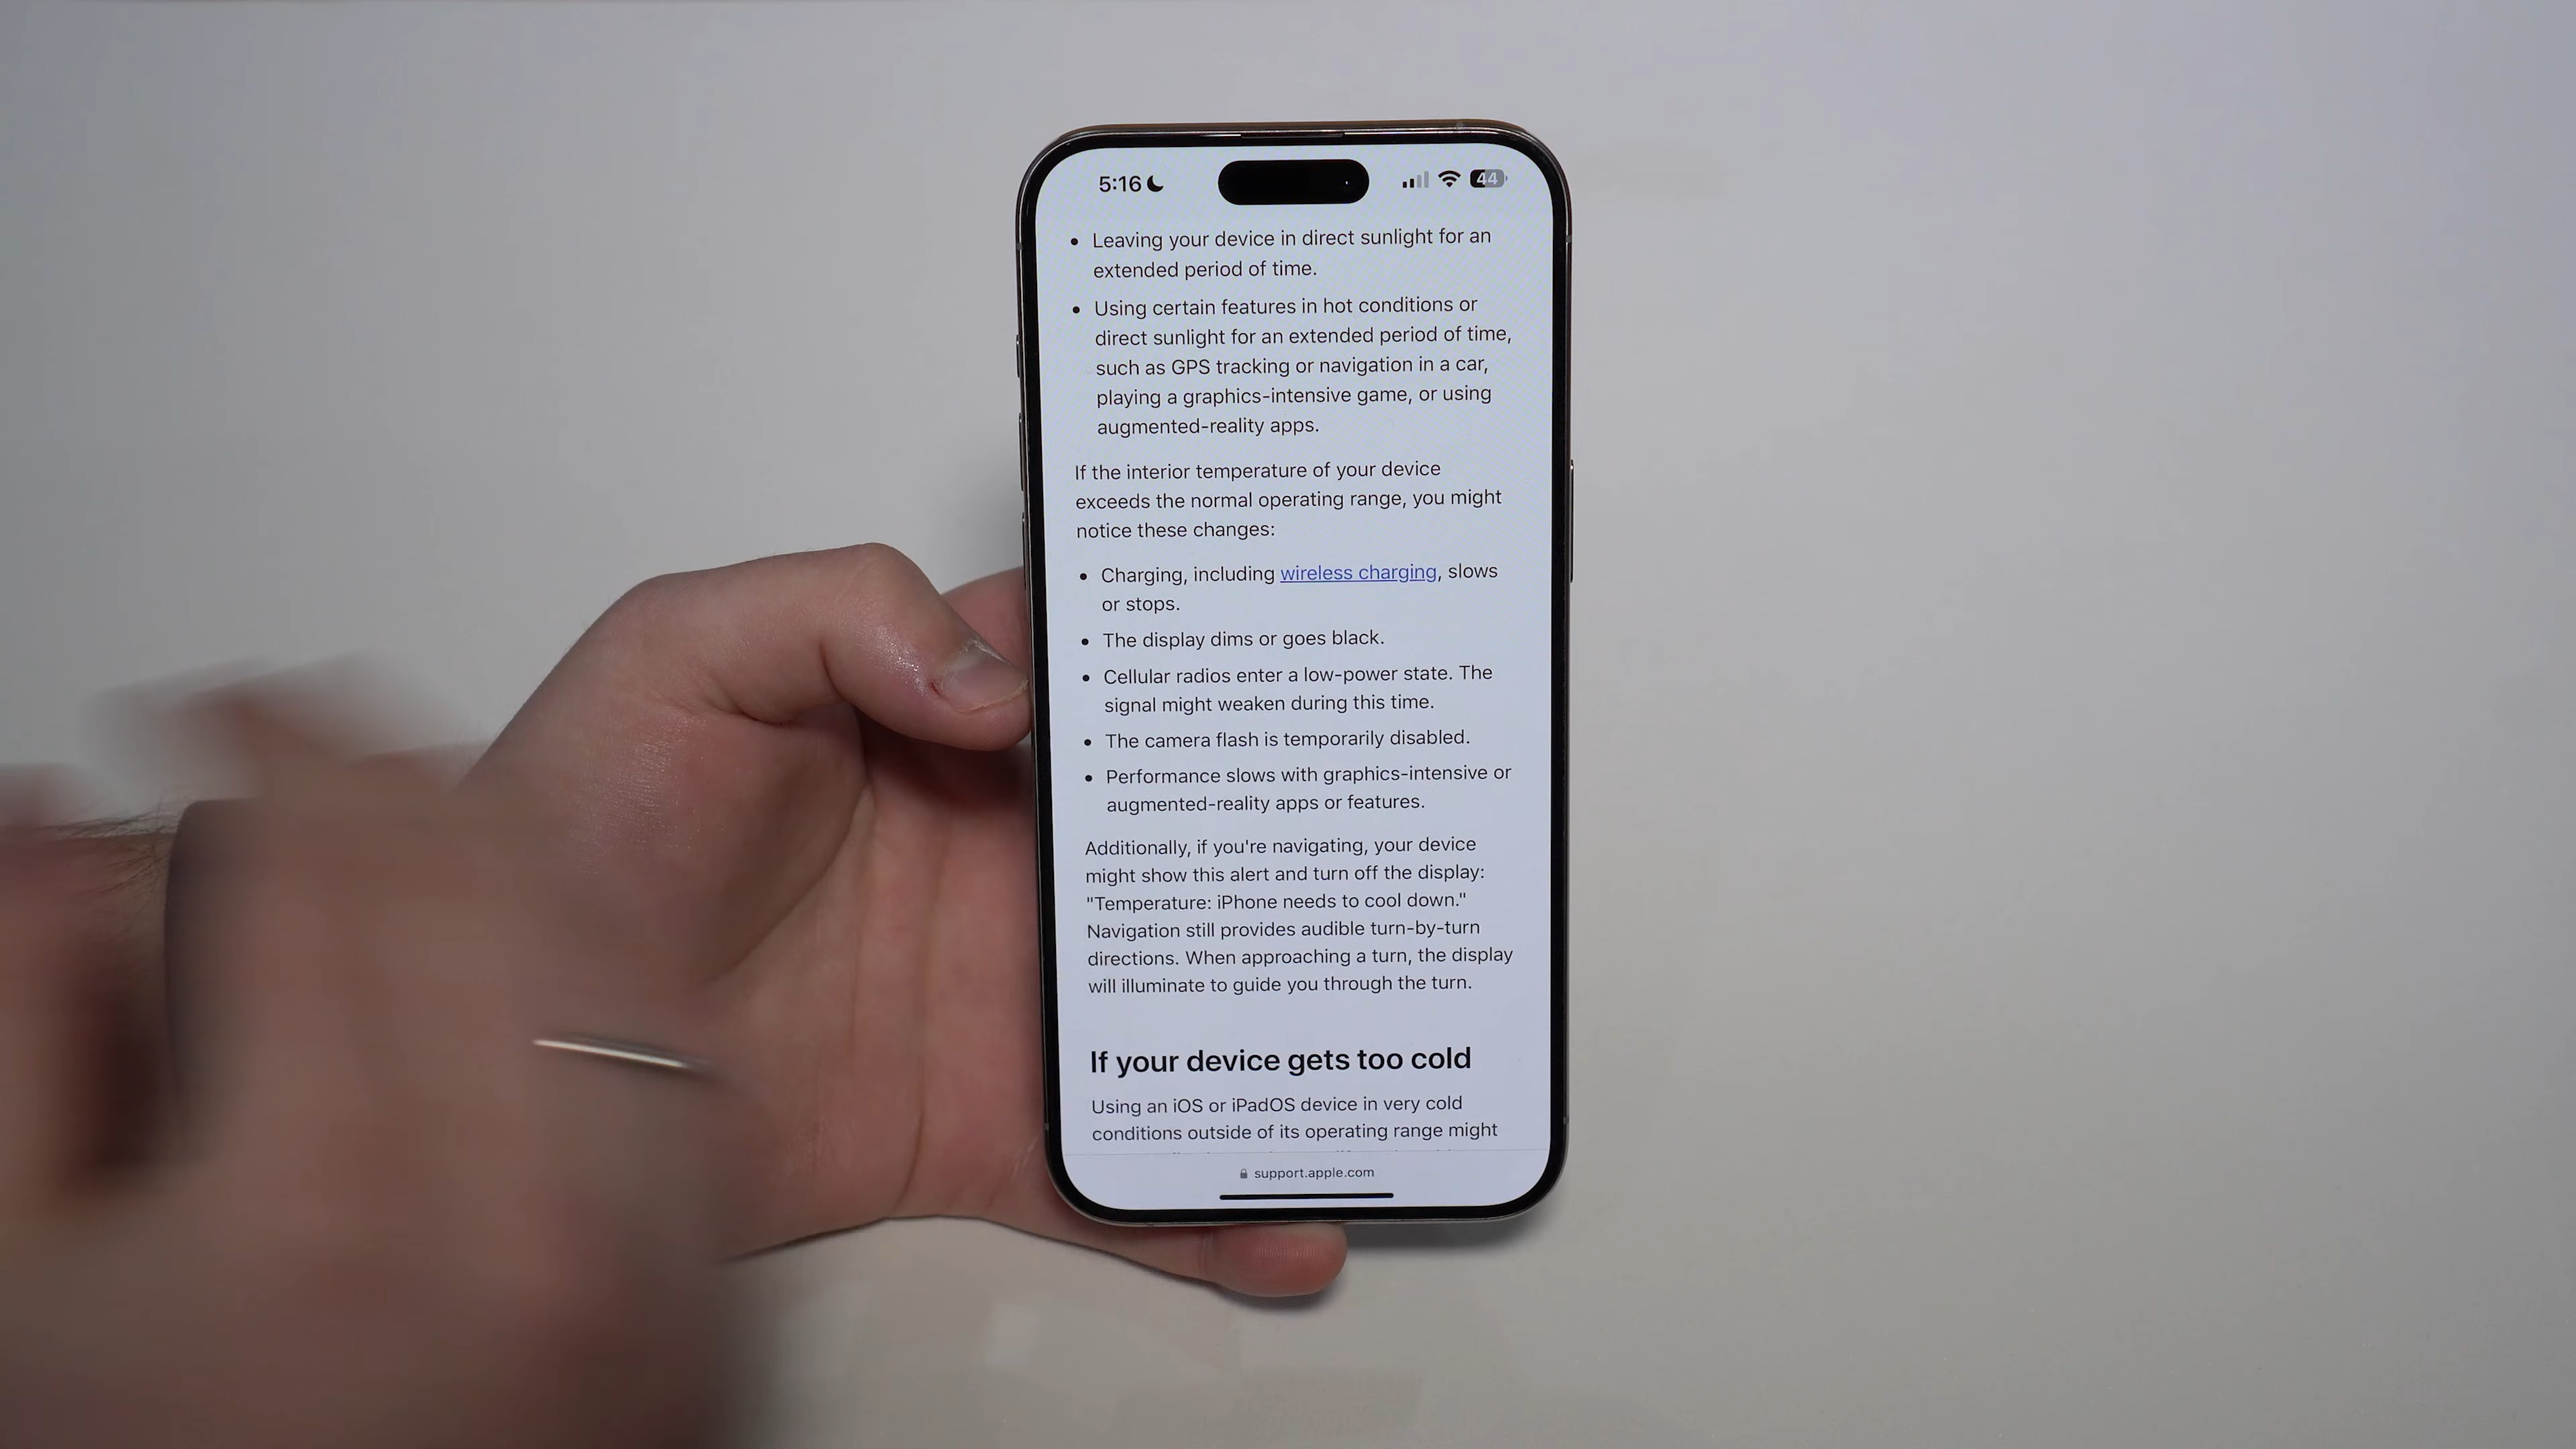 5:16
44
• Leaving your device in direct sunlight for an
extended period of time.
• Using certain features in hot conditions or
direct sunlight for an extended period of time,
such as GPS tracking or navigation in a car,
playing a graphics-intensive game, or using
augmented-reality apps.
If the interior temperature of your device
exceeds the normal operating range, you might
notice these changes:
• Charging, including wireless charging, slows
or stops.
• The display dims or goes black.
• Cellular radios enter a low-power state. The
signal might weaken during this time.
• The camera flash is temporarily disabled.
• Performance slows with graphics-intensive or
augmented-reality apps or features.
Additionally, if you're navigating, your device
might show this alert and turn off the display:
"Temperature: iPhone needs to cool down."
Navigation still provides audible turn-by-turn
directions. When approaching a turn, the display
will illuminate to guide you through the turn.
If your device gets too cold
Using an iOS or iPadOS device in very cold
conditions outside of its operating range might
support.apple.com